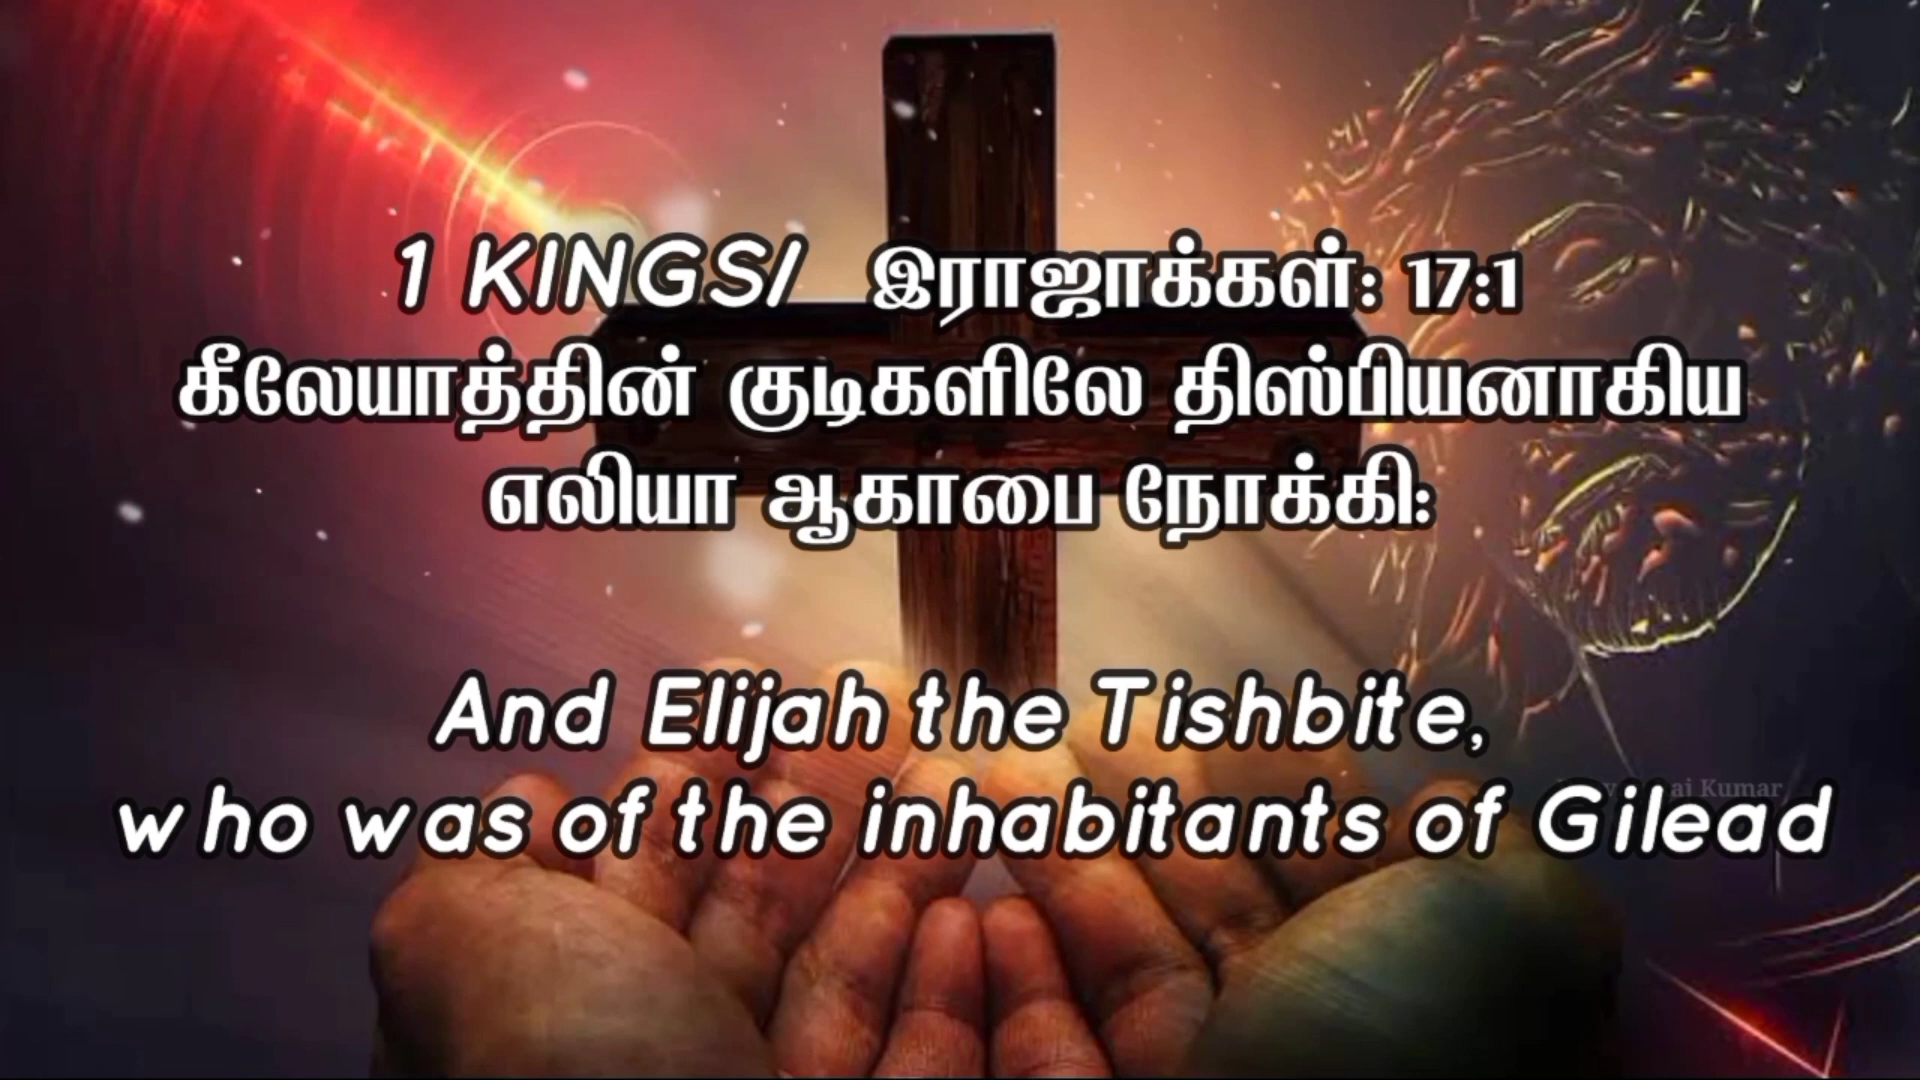 1 KINGS/ இராஜாக்கள்: 17:1
கீலேயாத்தின் குடிகளிலே திஸ்பியனாகிய
எலியா ஆகாபை நோக்கி:
And Elijah the Tishbite,
who was of the inhabitants of Gilead
Kumar